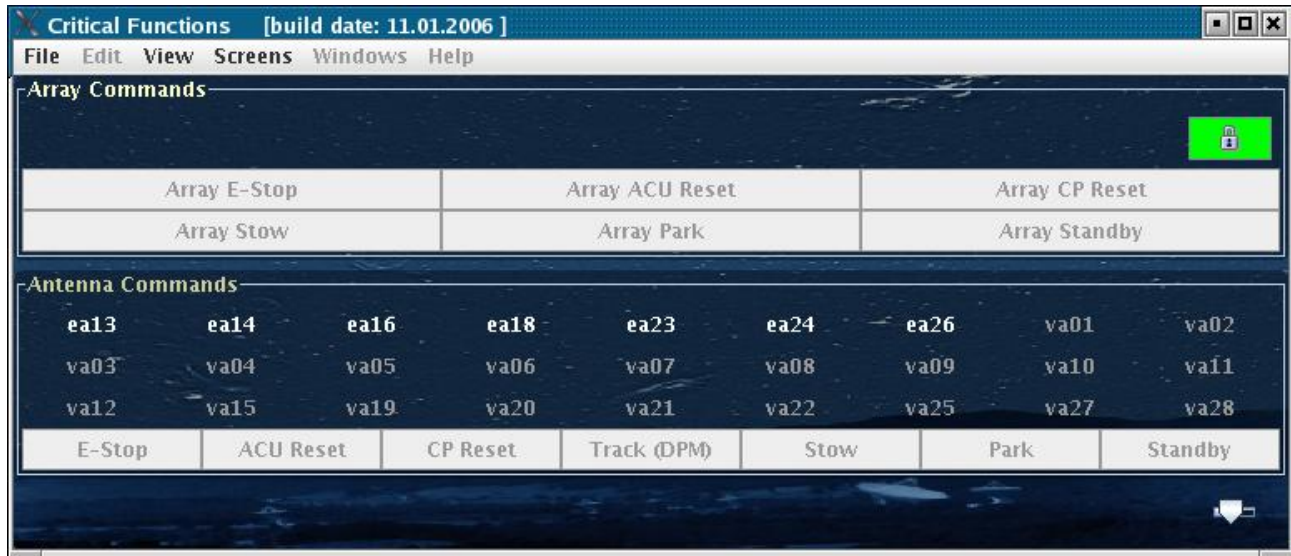 Critical Functions [build date: 11.01.2006 ]
File Edit View Screens Windows Help
Array Commands
Array E-Stop Array ACU Reset Array CP Reset
Array Stow Array Park Array Standby
Antenna Commands
ea13 ea14 ea16 ea18 ea23 ea24 ea26 va01 va02
va03 va04 va05 va06 va07 va08 va09 va10 va11
va12 va15 va19 va20 va21 va22 va25 va27 va28
E-Stop ACU Reset CP Reset Track (DPM) Stow Park Standby